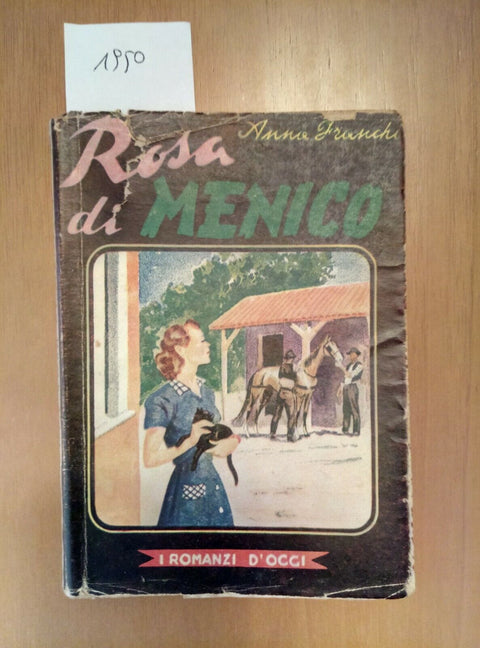 1950
Anna Franchi
Rosa
di MENICO
I ROMANZI D'OGGI